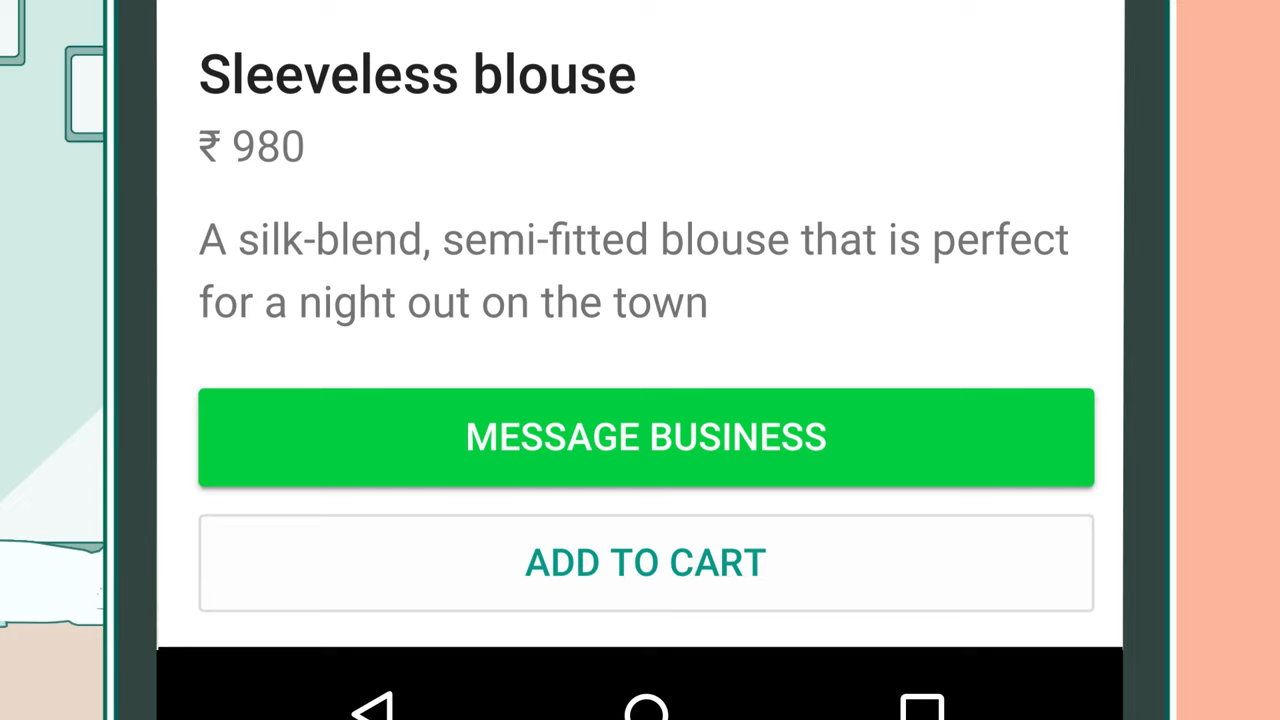 Sleeveless blouse
₹ 980
A silk-blend, semi-fitted blouse that is perfect
for a night out on the town
MESSAGE BUSINESS
ADD TO CART